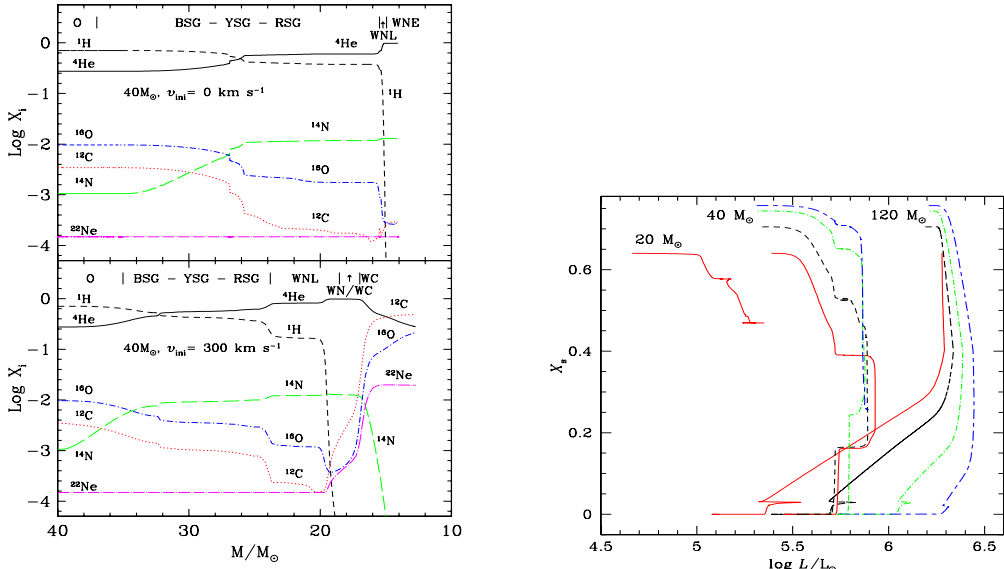 O BSG – YSG – RSG WNE
WNL
0
¹H
⁴He
⁴He
¹H
-1
40M☉, υini= 0 km s⁻¹
Log Xi
-2
¹⁶O
¹²C
¹⁴N
¹⁴N
¹⁶O
-3
¹²C
²²Ne
-4
O BSG – YSG – RSG WNL WC
WN/WC
0
¹H
⁴He
⁴He
¹H
¹²C
-1
40M☉, υini= 300 km s⁻¹
¹⁶O
Log Xi
-2
¹⁶O
¹²C
¹⁴N
²²Ne
-3
¹⁴N
¹⁶O
¹²C
¹⁴N
²²Ne
-4
40 30 20 10
M/M☉
40 M☉ 120 M☉
20 M☉
0.6
0.4
Xs
0.2
0
4.5 5 5.5 6 6.5
log L/L☉